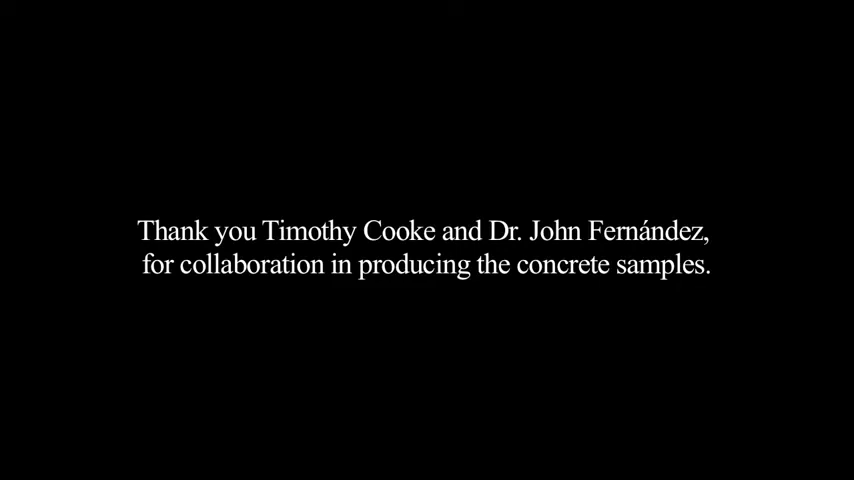 Thank you Timothy Cooke and Dr. John Fernández,
for collaboration in producing the concrete samples.